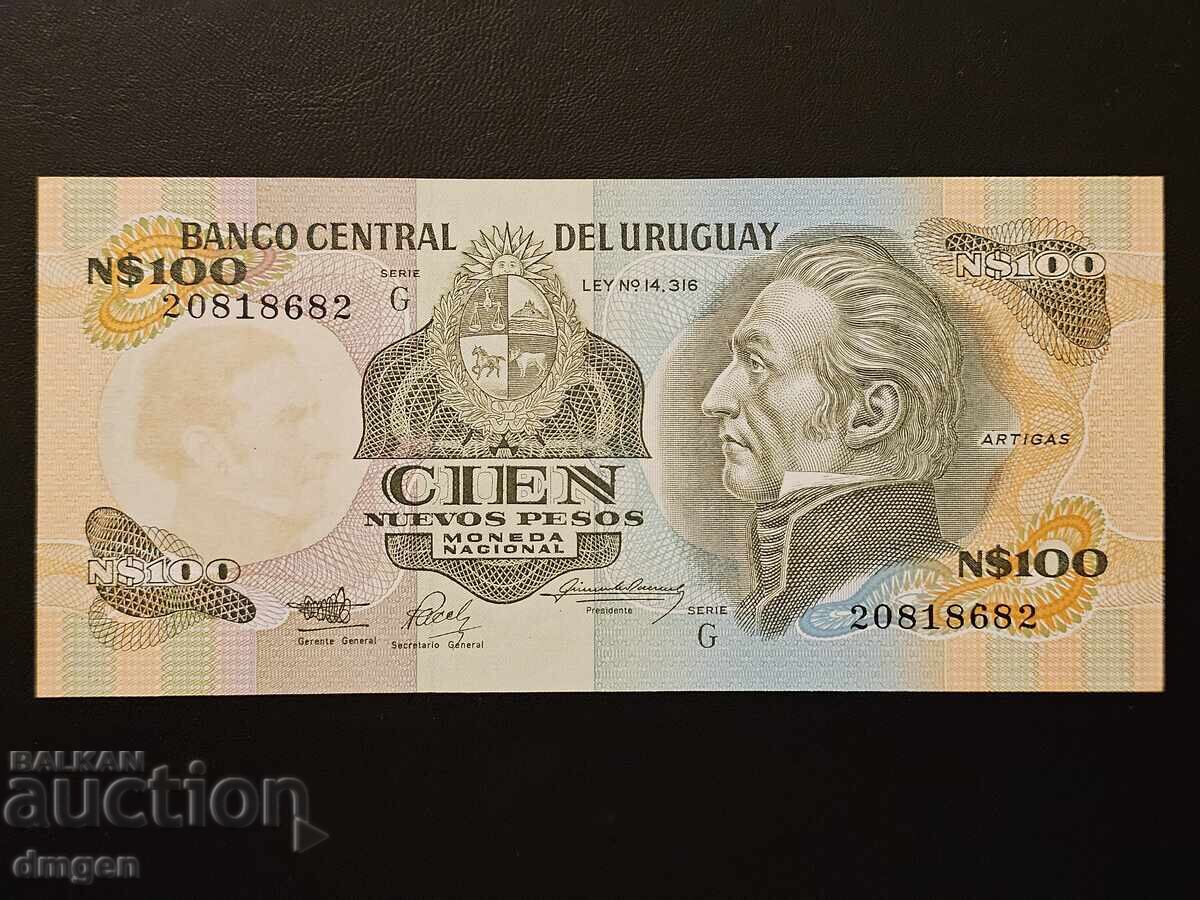 BANCO CENTRAL DEL URUGUAY
N$100
SERIE
G
20818682
LEY Nº 14,316
N$100
ARTIGAS
CIEN
NUEVOS PESOS
MONEDA
NACIONAL
N$100
N$100
Gerente General
Secretario General
Presidente
SERIE
G
20818682
BALKAN
auction
dmgen